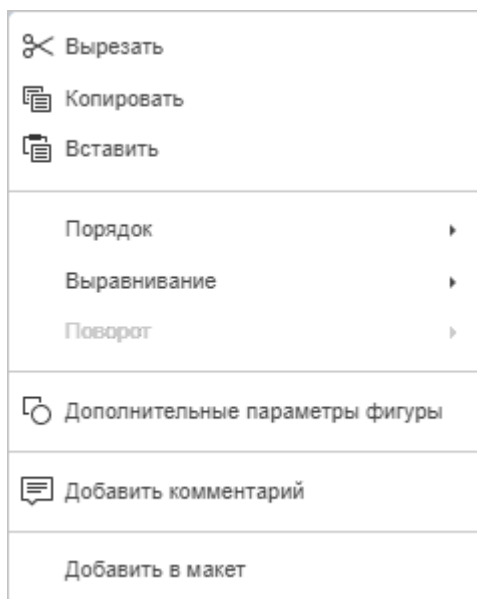 Вырезать
Копировать
Вставить
Порядок
Выравнивание
Поворот
Дополнительные параметры фигуры
Добавить комментарий
Добавить в макет